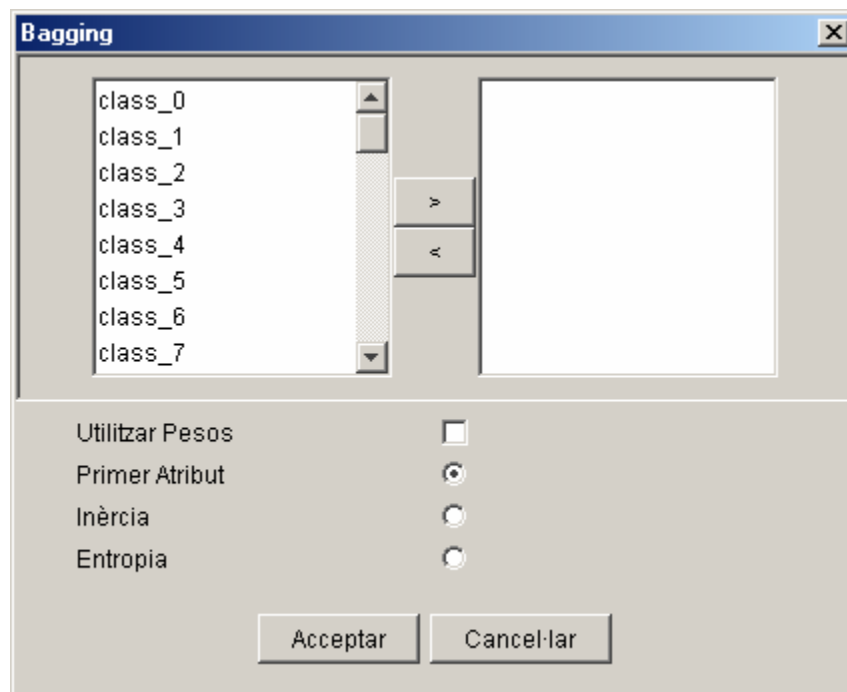 Bagging
class_0
class_1
class_2
class_3
class_4
class_5
class_6
class_7
>
<
Utilitzar Pesos
Primer Atribut
Inèrcia
Entropia
Acceptar
Cancel·lar